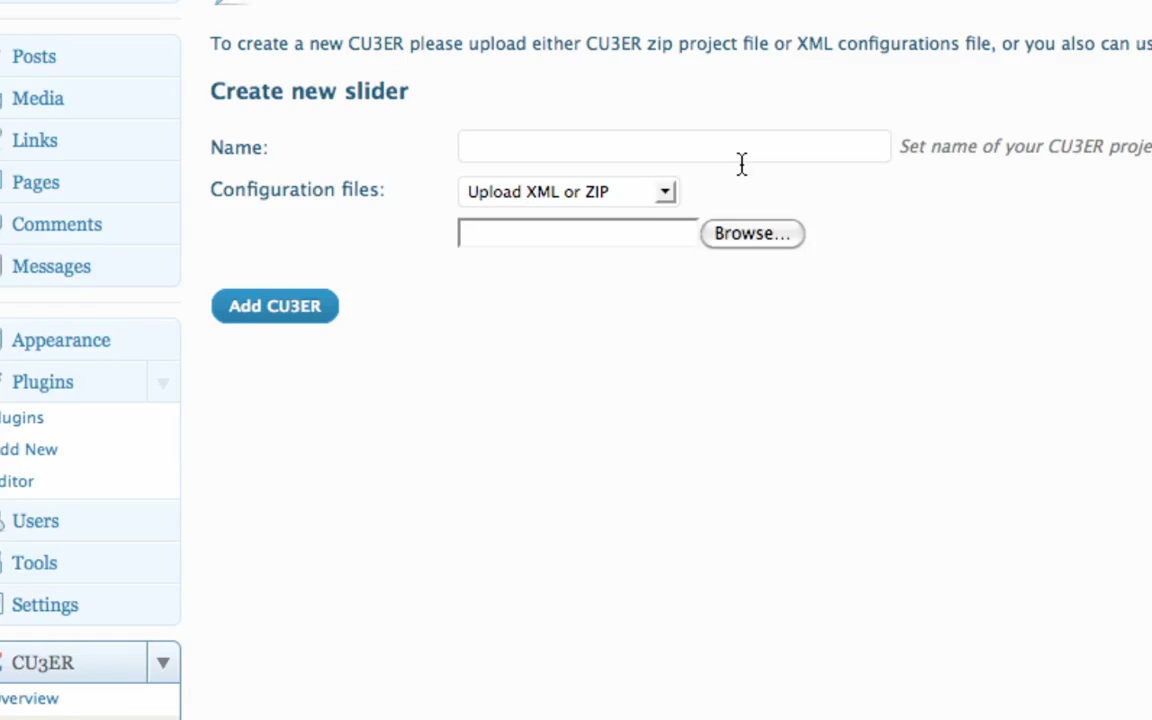 To create a new CU3ER please upload either CU3ER zip project file or XML configurations file, or you also can us
Create new slider
Name:
Set name of your CU3ER proje
Configuration files:
Upload XML or ZIP
Browse...
Add CU3ER
Posts
Media
Links
Pages
Comments
Messages
Appearance
Plugins
lugins
dd New
ditor
Users
Tools
Settings
CU3ER
verview